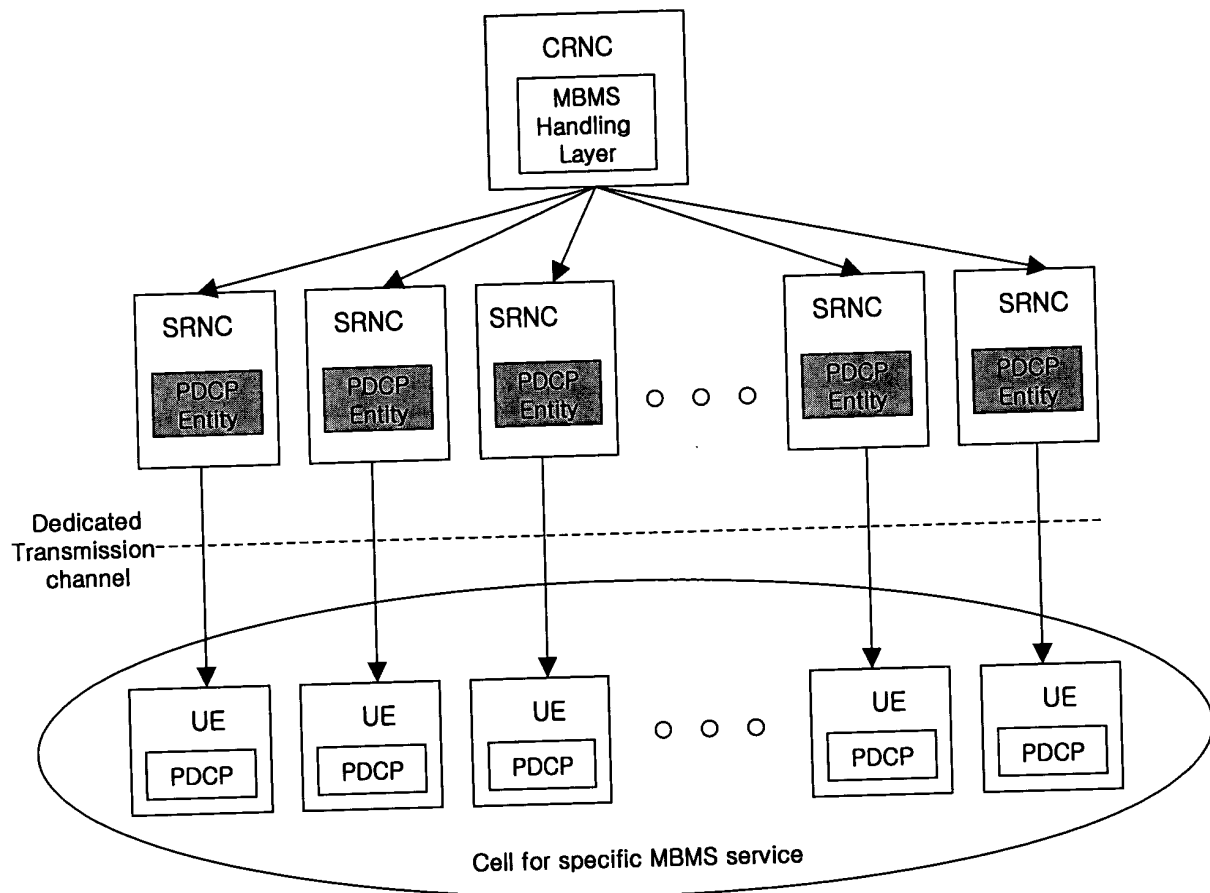 CRNC
MBMS
Handling
Layer
SRNC
PDCP
Entity
SRNC
PDCP
Entity
SRNC
PDCP
Entity
SRNC
PDCP
Entity
SRNC
PDCP
Entity
Dedicated
Transmission
channel
UE
PDCP
UE
PDCP
UE
PDCP
UE
PDCP
UE
PDCP
Cell for specific MBMS service